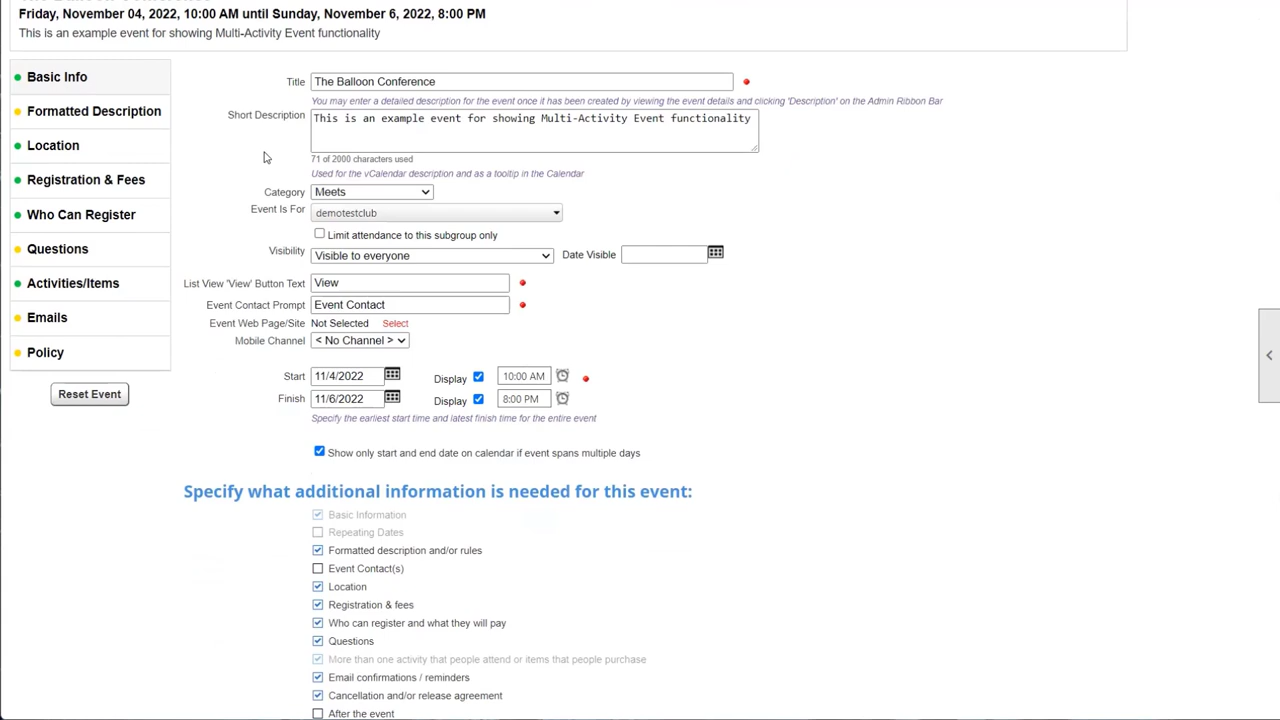 Friday, November 04, 2022, 10:00 AM until Sunday, November 6, 2022, 8:00 PM
This is an example event for showing Multi-Activity Event functionality
Basic Info
Formatted Description
Location
Registration & Fees
Who Can Register
Questions
Activities/Items
Emails
Policy
Reset Event
Title The Balloon Conference
You may enter a detailed description for the event once it has been created by viewing the event details and clicking 'Description' on the Admin Ribbon Bar
Short Description This is an example event for showing Multi-Activity Event functionality
71 of 2000 characters used
Used for the vCalendar description and as a tooltip in the Calendar
Category Meets
Event Is For demotestclub
Limit attendance to this subgroup only
Visibility Visible to everyone Date Visible
List View 'View' Button Text View
Event Contact Prompt Event Contact
Event Web Page/Site Not Selected Select
Mobile Channel < No Channel >
Start 11/4/2022 Display 10:00 AM
Finish 11/6/2022 Display 8:00 PM
Specify the earliest start time and latest finish time for the entire event
Show only start and end date on calendar if event spans multiple days
Specify what additional information is needed for this event:
Basic Information
Repeating Dates
Formatted description and/or rules
Event Contact(s)
Location
Registration & fees
Who can register and what they will pay
Questions
More than one activity that people attend or items that people purchase
Email confirmations / reminders
Cancellation and/or release agreement
After the event